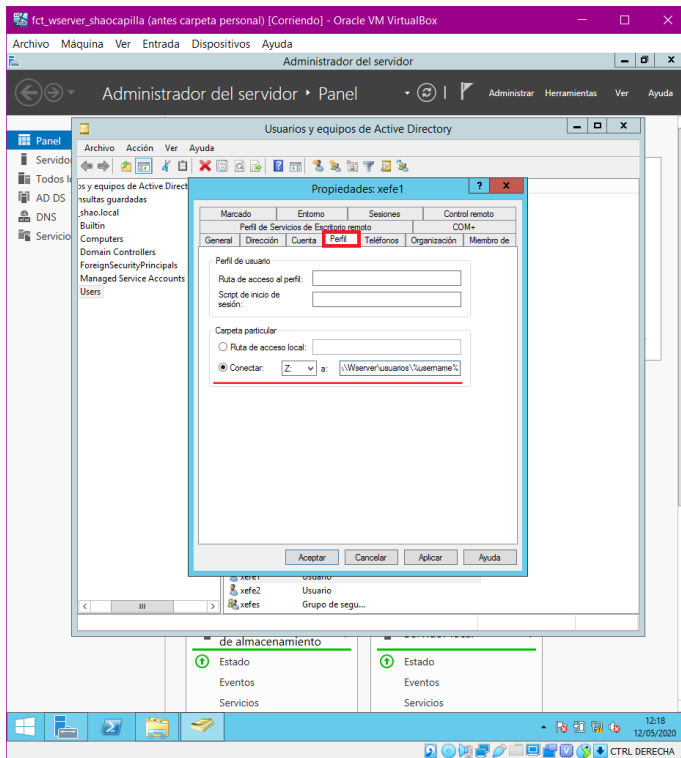 fct_wserver_shaocapilla (antes carpeta personal) [Corriendo] - Oracle VM VirtualBox
Archivo Máquina Ver Entrada Dispositivos Ayuda
Administrador del servidor
Administrador del servidor Panel
Administrar Herramientas Ver Ayuda
Panel
Servido
Todos l
AD DS
DNS
Servicio
Usuarios y equipos de Active Directory
Archivo Acción Ver Ayuda
os y equipos de Active Direct
nsultas guardadas
shao.local
Builtin
Computers
Domain Controllers
ForeignSecurityPrincipals
Managed Service Accounts
Users
Propiedades: xefe1
Marcado Entorno Sesiones Control remoto
Perfil de Servicios de Escritorio remoto COM+
General Dirección Cuenta Perfil Teléfonos Organización Miembro de
Perfil de usuario
Ruta de acceso al perfil:
Script de inicio de
sesión:
Carpeta particular
Ruta de acceso local:
Conectar: Z: a: \\Wserver\usuarios\%username%
Aceptar Cancelar Aplicar Ayuda
xefe1 Usuario
xefe2 Usuario
xefes Grupo de segu...
de almacenamiento
Estado Estado
Eventos Eventos
Servicios Servicios
12:18
12/05/2020
CTRL DERECHA